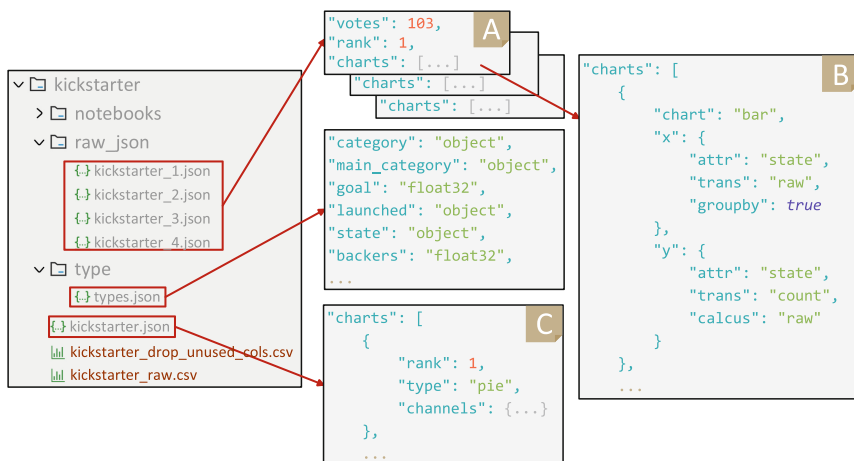 kickstarter
notebooks
raw_json
{..} kickstarter_1.json
{..} kickstarter_2.json
{..} kickstarter_3.json
{..} kickstarter_4.json
type
{..} types.json
{..} kickstarter.json
kickstarter_drop_unused_cols.csv
kickstarter_raw.csv
A
"votes": 103,
"rank": 1,
"charts": [...]
"charts": [...]
"charts": [...]
"category": "object",
"main_category": "object",
"goal": "float32",
"launched": "object",
"state": "object",
"backers": "float32",
...
C
"charts": [
{
"rank": 1,
"type": "pie",
"channels": {...}
},
...
B
"charts": [
{
"chart": "bar",
"x": {
"attr": "state",
"trans": "raw",
"groupby": true
},
"y": {
"attr": "state",
"trans": "count",
"calcus": "raw"
}
},
...